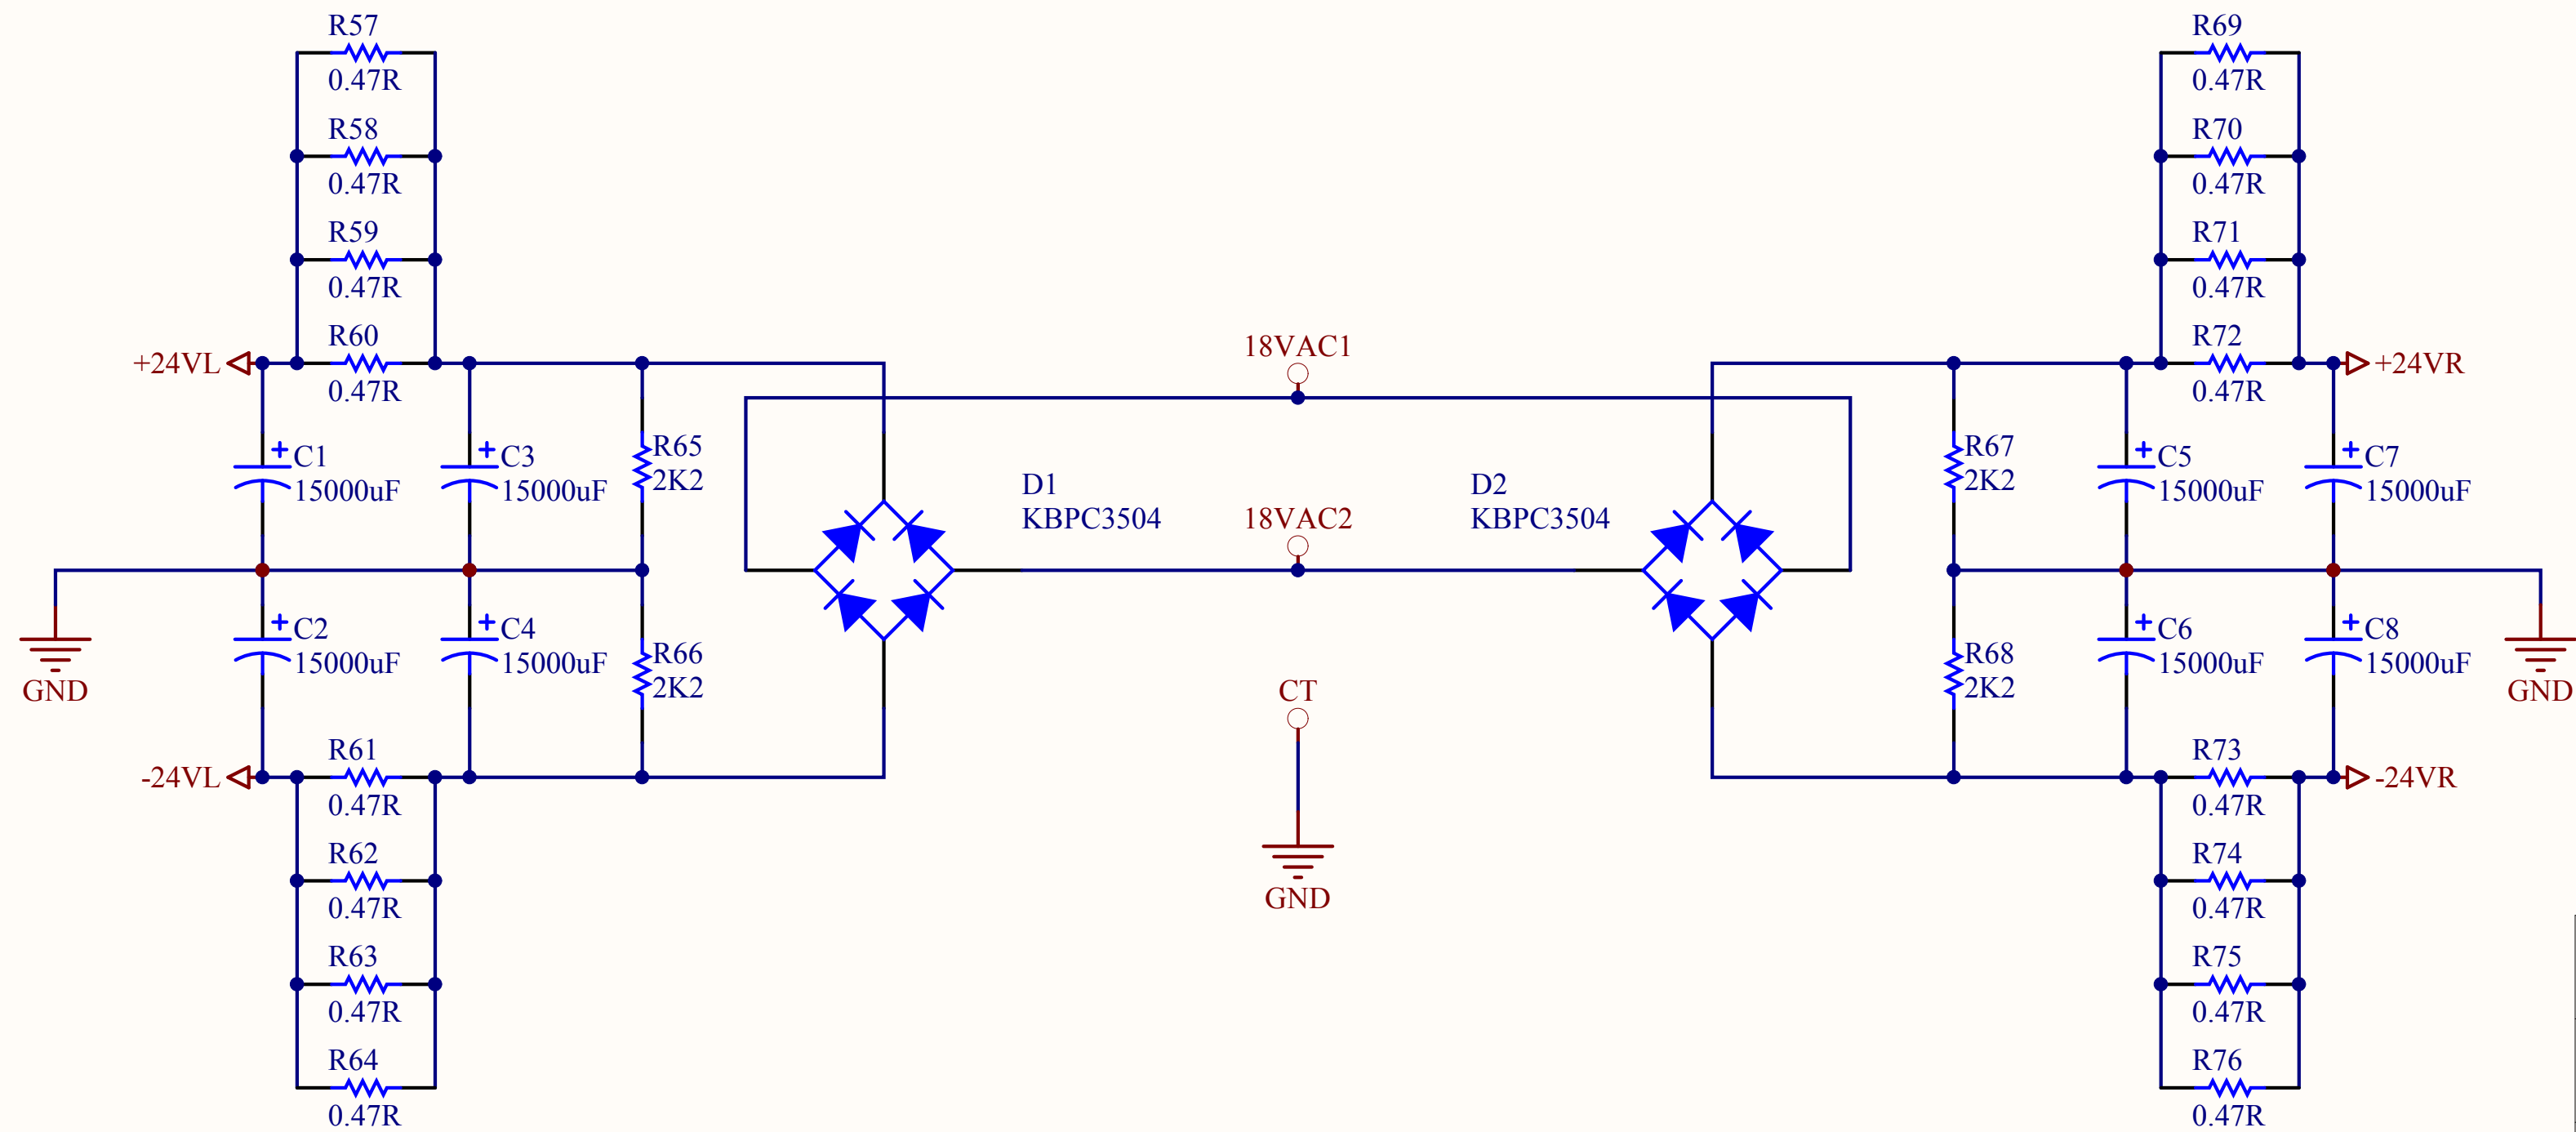 R57
0.47R
R58
0.47R
R59
0.47R
R60
0.47R
+24VL
C1
15000uF
C3
15000uF
R65
2K2
C2
15000uF
C4
15000uF
R66
2K2
GND
-24VL
R61
0.47R
R62
0.47R
R63
0.47R
R64
0.47R
D1
KBPC3504
18VAC1
18VAC2
CT
GND
D2
KBPC3504
R69
0.47R
R70
0.47R
R71
0.47R
R72
0.47R
+24VR
R67
2K2
C5
15000uF
C7
15000uF
R68
2K2
C6
15000uF
C8
15000uF
GND
-24VR
R73
0.47R
R74
0.47R
R75
0.47R
R76
0.47R